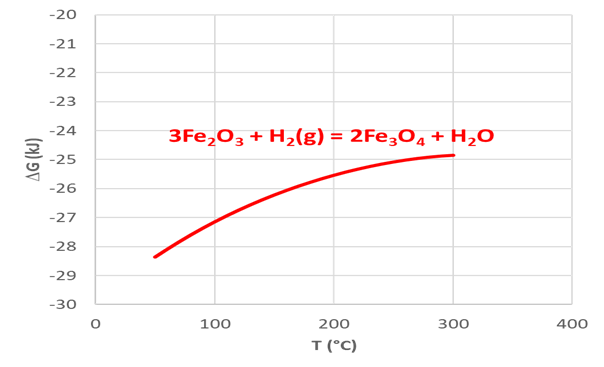 -20
-21
-22
-23
-24
3Fe₂O₃ + H₂(g) = 2Fe₃O₄ + H₂O
-25
-26
-27
-28
-29
-30
ΔG (kJ)
0 100 200 300 400
T (°C)